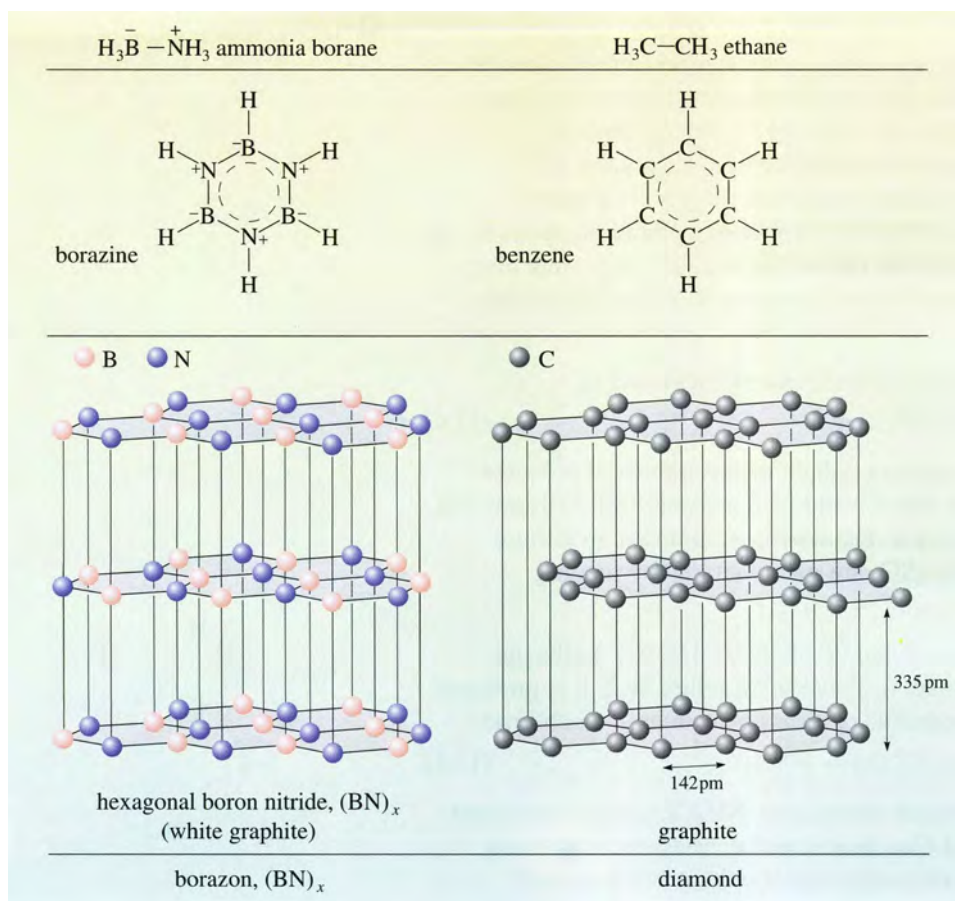 H₃B̄—N⁺H₃ ammonia borane
H₃C—CH₃ ethane
H
H N+ −B N+ H
H −B B− H
N+
H
borazine
H
H C C C H
H C C H
C
H
benzene
B N
C
335 pm
142 pm
hexagonal boron nitride, (BN)ₓ
(white graphite)
graphite
borazon, (BN)ₓ
diamond